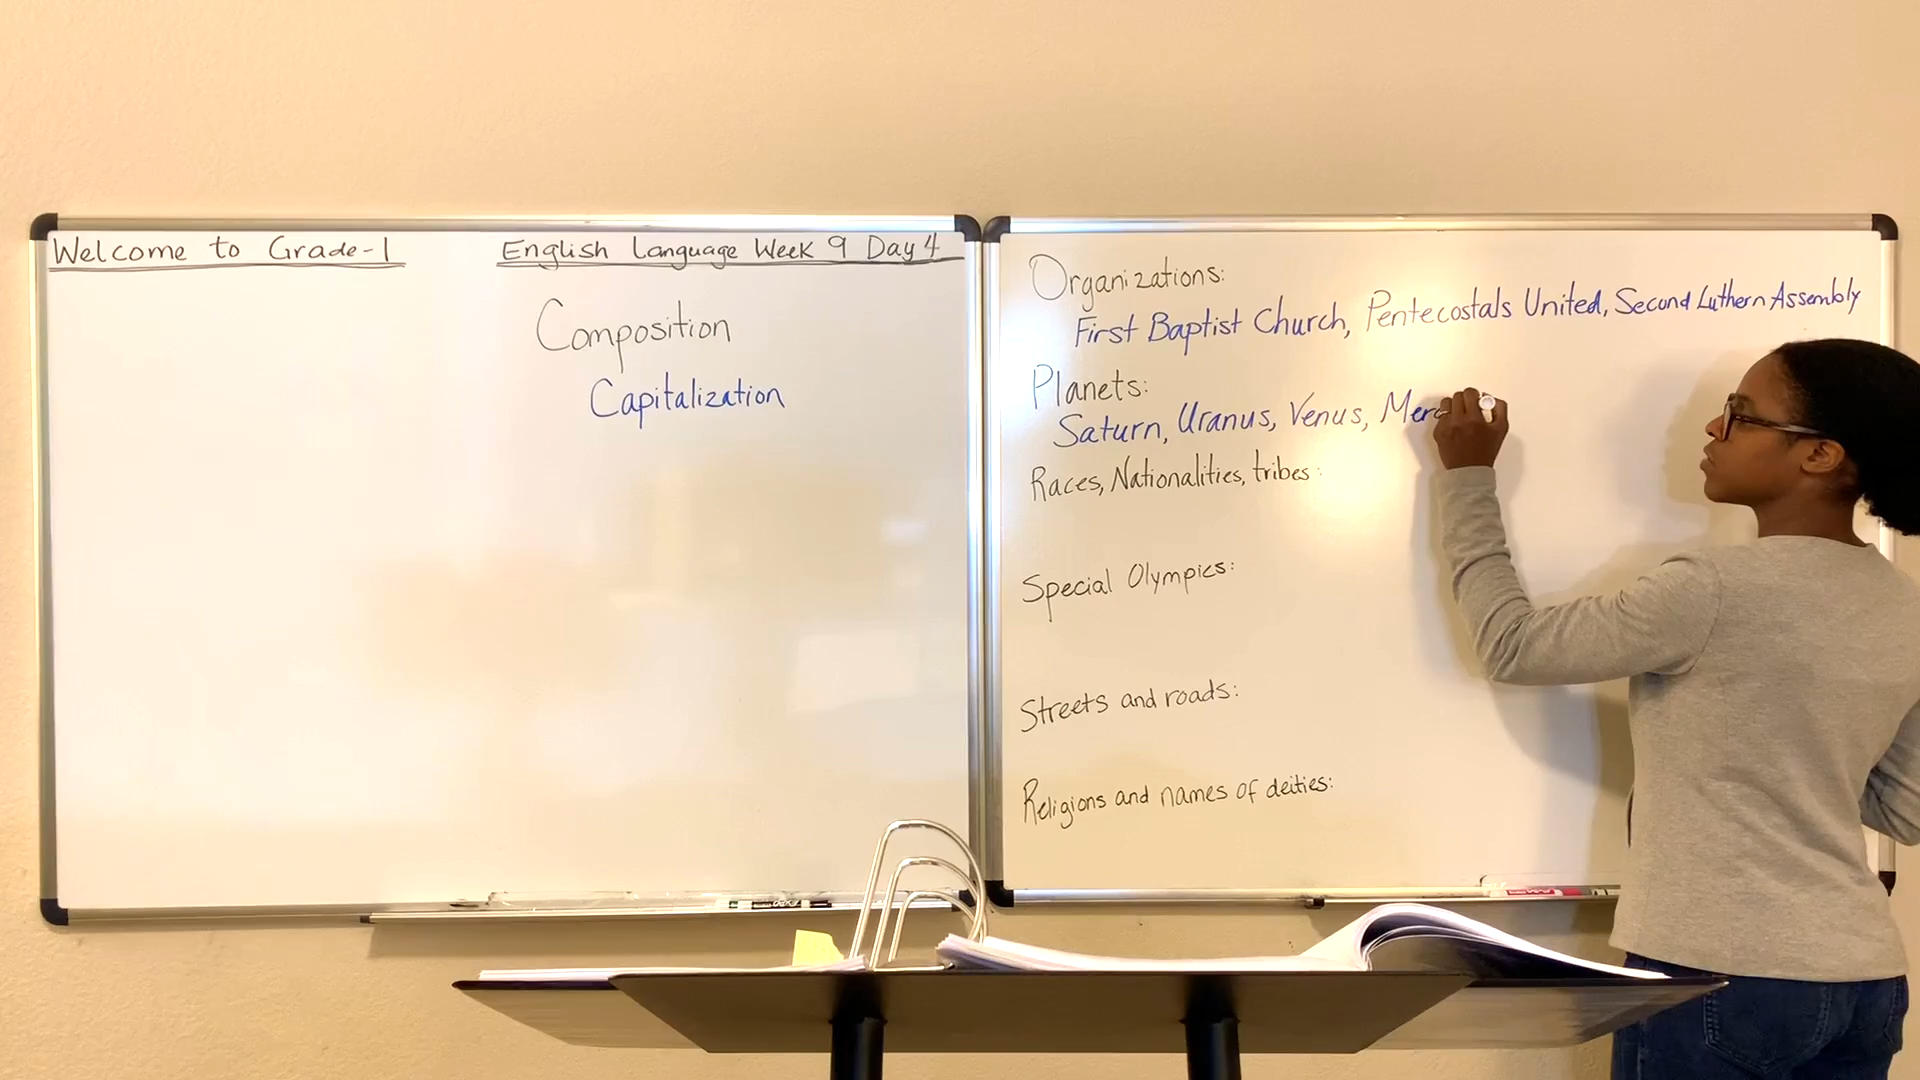 Welcome to Grade-1
English Language Week 9 Day 4
Composition
Capitalization
Organizations:
First Baptist Church, Pentecostals United, Second Luthern Assembly
Planets:
Saturn, Uranus, Venus, Merc
Races, Nationalities, tribes:
Special Olympics:
Streets and roads:
Religions and names of deities: